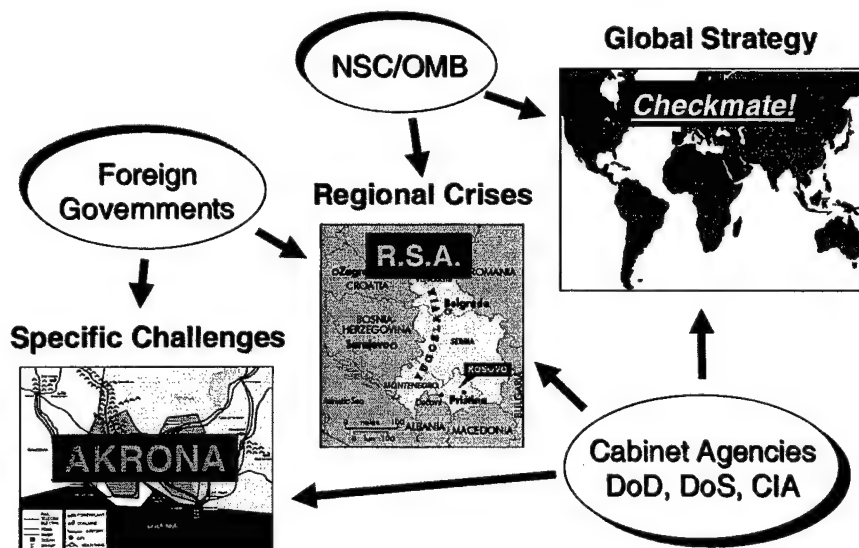 Global Strategy
NSC/OMB
Checkmate!
Foreign
Governments
Regional Crises
R.S.A.
ROMANIA
CROATIA
Belgrade
BOSNIA
HERZEGOVINA
Sarajevo
SERBIA
KOSOVO
MONTENEGRO
Pristina
ALBANIA
MACEDONIA
Specific Challenges
AKRONA
Cabinet Agencies
DoD, DoS, CIA